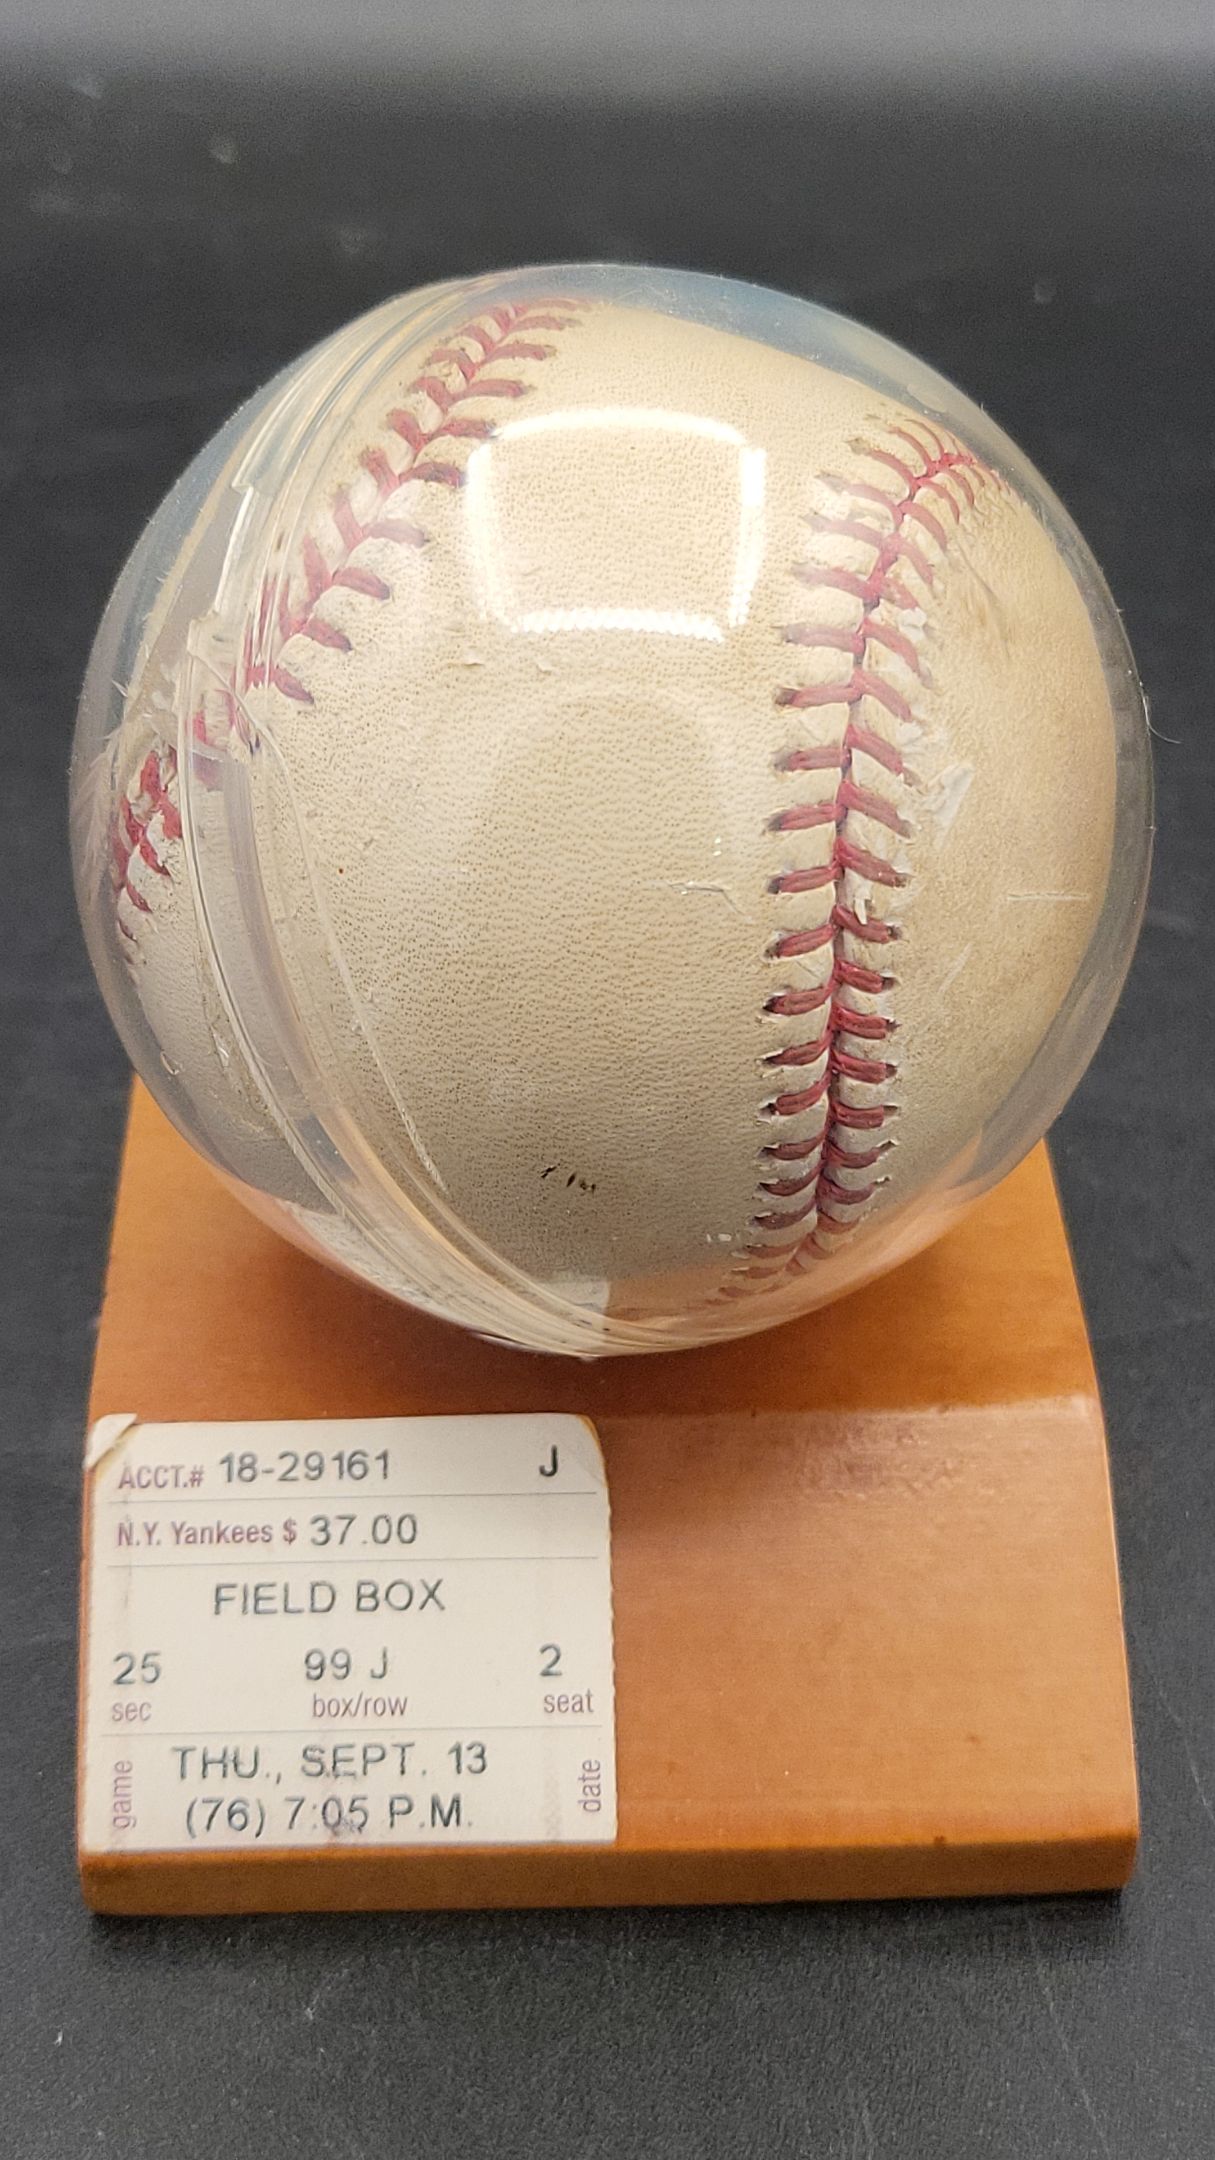 ACCT.# 18-29161 J
N.Y. Yankees $ 37.00
FIELD BOX
25 99 J 2
sec box/row seat
game THU., SEPT. 13 date
(76) 7:05 P.M.